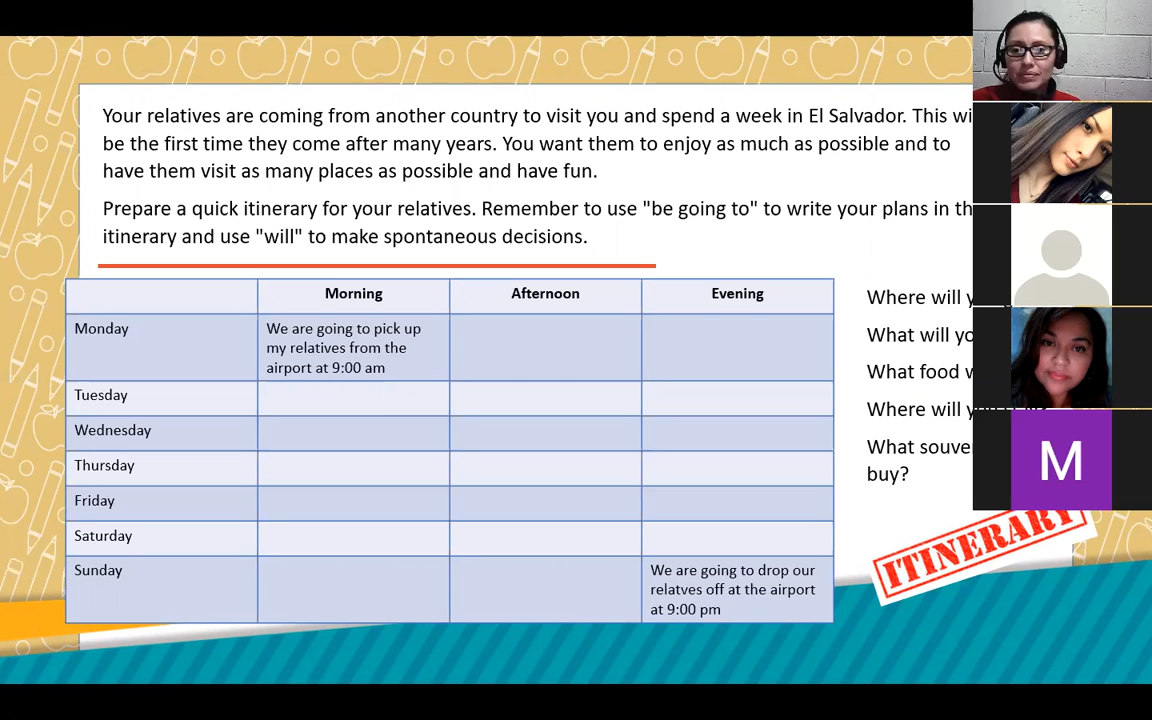 Your relatives are coming from another country to visit you and spend a week in El Salvador. This
be the first time they come after many years. You want them to enjoy as much as possible and to
have them visit as many places as possible and have fun.
Prepare a quick itinerary for your relatives. Remember to use "be going to" to write your plans in
itinerary and use "will" to make spontaneous decisions.
Morning Afternoon Evening
Monday
We are going to pick up
my relatives from the
airport at 9:00 am
Tuesday
Wednesday
Thursday
Friday
Saturday
Sunday
We are going to drop our
relatves off at the airport
at 9:00 pm
Where will
What will
What food
Where will
What
buy?
ITINERARY
M